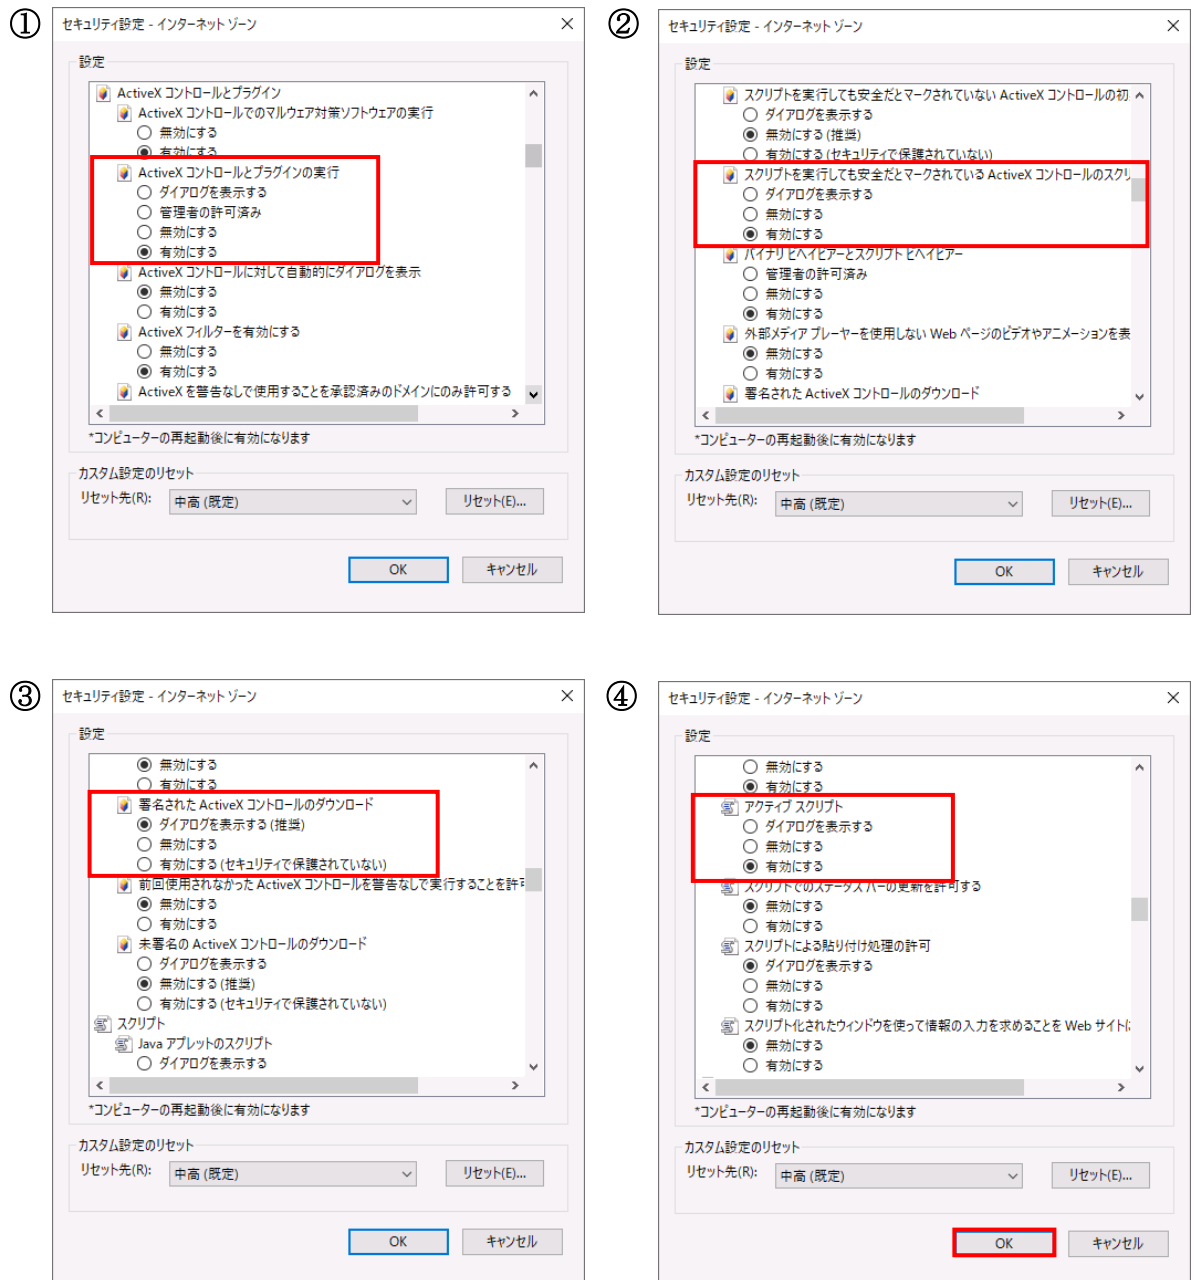 ①
セキュリティ設定 - インターネット ゾーン
設定
ActiveX コントロールとプラグイン
ActiveX コントロールでのマルウェア対策ソフトウェアの実行
無効にする
有効にする
ActiveX コントロールとプラグインの実行
ダイアログを表示する
管理者の許可済み
無効にする
有効にする
ActiveX コントロールに対して自動的にダイアログを表示
無効にする
有効にする
ActiveX フィルターを有効にする
無効にする
有効にする
ActiveX を警告なしで使用することを承認済みのドメインにのみ許可する
*コンピューターの再起動後に有効になります
カスタム設定のリセット
リセット先(R):
中高 (既定)
リセット(E)...
OK
キャンセル
②
セキュリティ設定 - インターネット ゾーン
設定
スクリプトを実行しても安全だとマークされていない ActiveX コントロールの初
ダイアログを表示する
無効にする (推奨)
有効にする (セキュリティで保護されていない)
スクリプトを実行しても安全だとマークされている ActiveX コントロールのスクリ
ダイアログを表示する
無効にする
有効にする
バイナリ ビヘイビアーとスクリプト ビヘイビアー
管理者の許可済み
無効にする
有効にする
外部メディア プレーヤーを使用しない Web ページのビデオやアニメーションを表
無効にする
有効にする
署名された ActiveX コントロールのダウンロード
*コンピューターの再起動後に有効になります
カスタム設定のリセット
リセット先(R):
中高 (既定)
リセット(E)...
OK
キャンセル
③
セキュリティ設定 - インターネット ゾーン
設定
無効にする
有効にする
署名された ActiveX コントロールのダウンロード
ダイアログを表示する (推奨)
無効にする
有効にする (セキュリティで保護されていない)
前回使用されなかった ActiveX コントロールを警告なしで実行することを許可
無効にする
有効にする
未署名の ActiveX コントロールのダウンロード
ダイアログを表示する
無効にする (推奨)
有効にする (セキュリティで保護されていない)
スクリプト
Java アプレットのスクリプト
ダイアログを表示する
*コンピューターの再起動後に有効になります
カスタム設定のリセット
リセット先(R):
中高 (既定)
リセット(E)...
OK
キャンセル
④
セキュリティ設定 - インターネット ゾーン
設定
無効にする
有効にする
アクティブ スクリプト
ダイアログを表示する
無効にする
有効にする
スクリプトでのステータス バーの更新を許可する
無効にする
有効にする
スクリプトによる貼り付け処理の許可
ダイアログを表示する
無効にする
有効にする
スクリプト化されたウィンドウを使って情報の入力を求めることを Web サイトに
無効にする
有効にする
*コンピューターの再起動後に有効になります
カスタム設定のリセット
リセット先(R):
中高 (既定)
リセット(E)...
OK
キャンセル